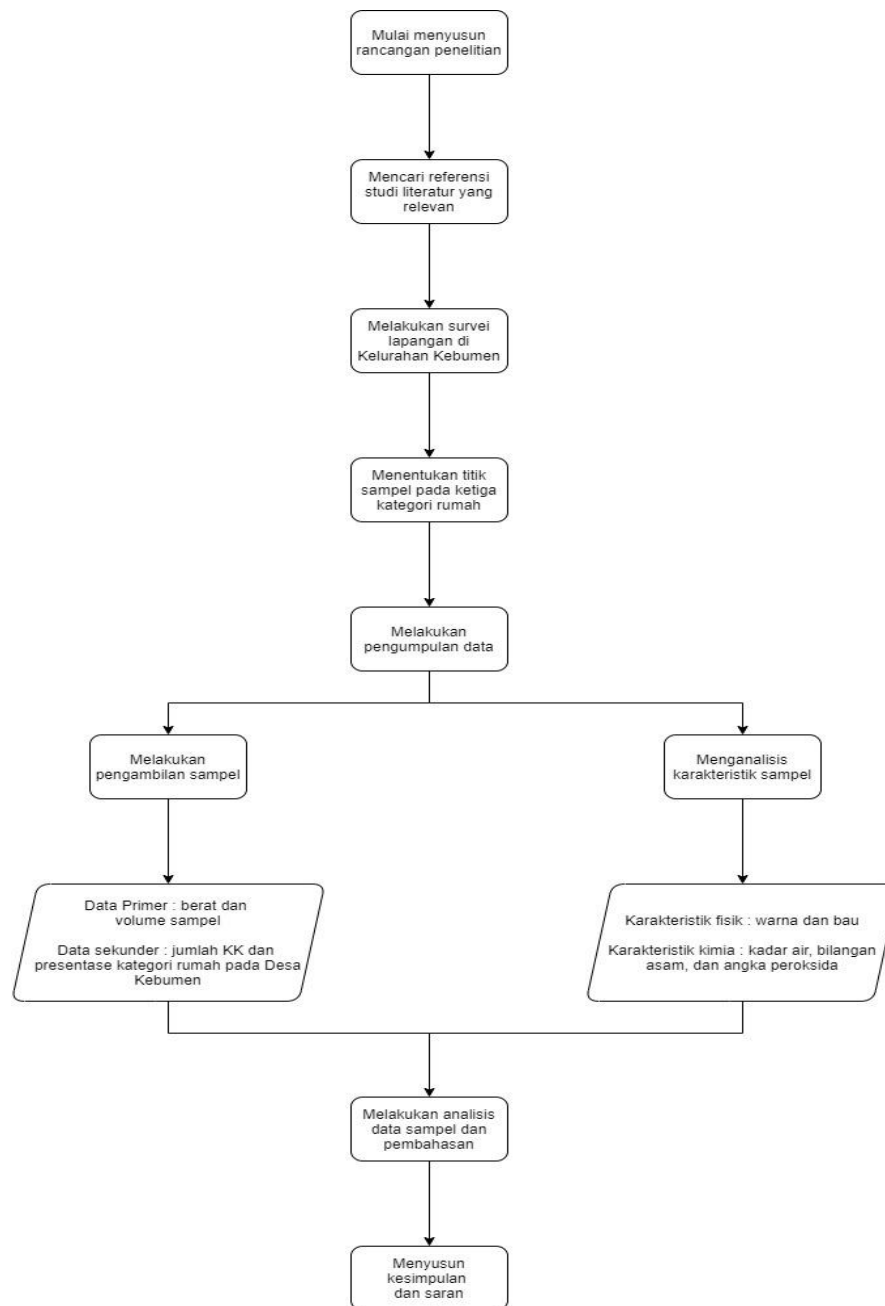 Mulai menyusun
rancangan penelitian
Mencari referensi
studi literatur yang
relevan
Melakukan survei
lapangan di
Kelurahan Kebumen
Menentukan titik
sampel pada ketiga
kategori rumah
Melakukan
pengumpulan data
Melakukan
pengambilan sampel
Menganalisis
karakteristik sampel
Data Primer : berat dan
volume sampel
Data sekunder : jumlah KK dan
presentase kategori rumah pada Desa
Kebumen
Karakteristik fisik : warna dan bau
Karakteristik kimia : kadar air, bilangan
asam, dan angka peroksida
Melakukan analisis
data sampel dan
pembahasan
Menyusun
kesimpulan
dan saran